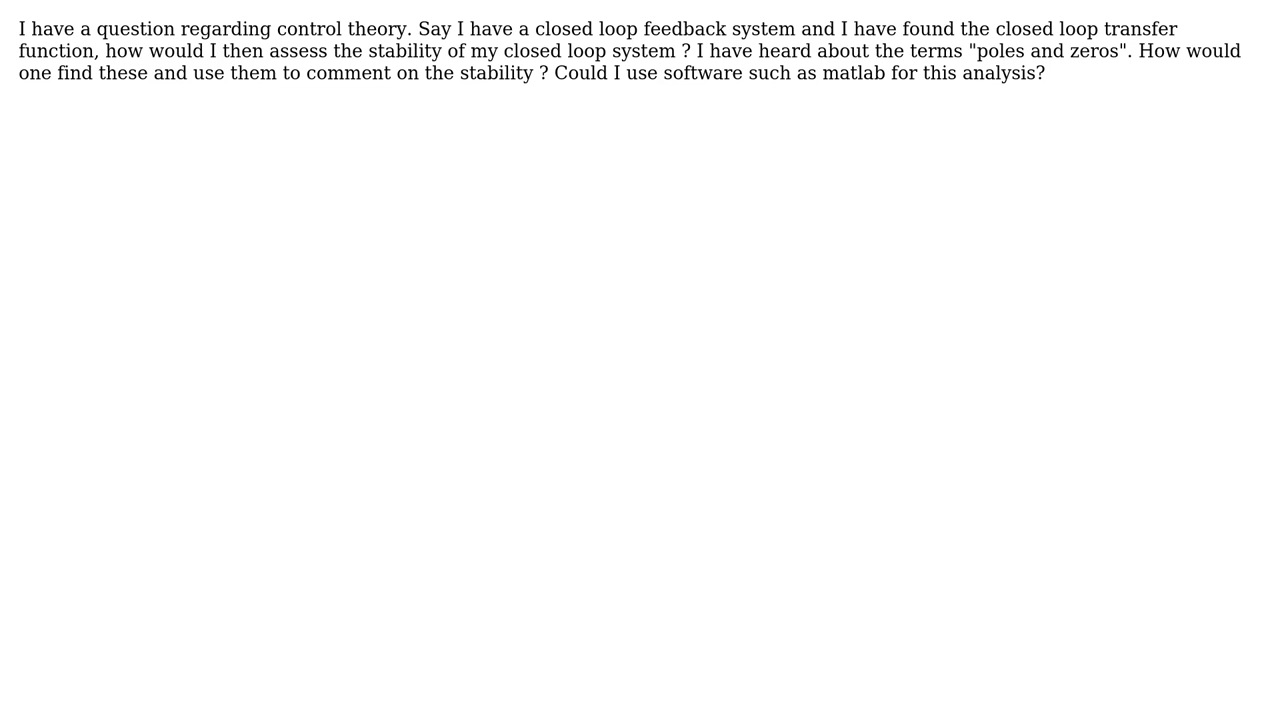 I have a question regarding control theory. Say I have a closed loop feedback system and I have found the closed loop transfer
function, how would I then assess the stability of my closed loop system ? I have heard about the terms "poles and zeros". How would
one find these and use them to comment on the stability ? Could I use software such as matlab for this analysis?